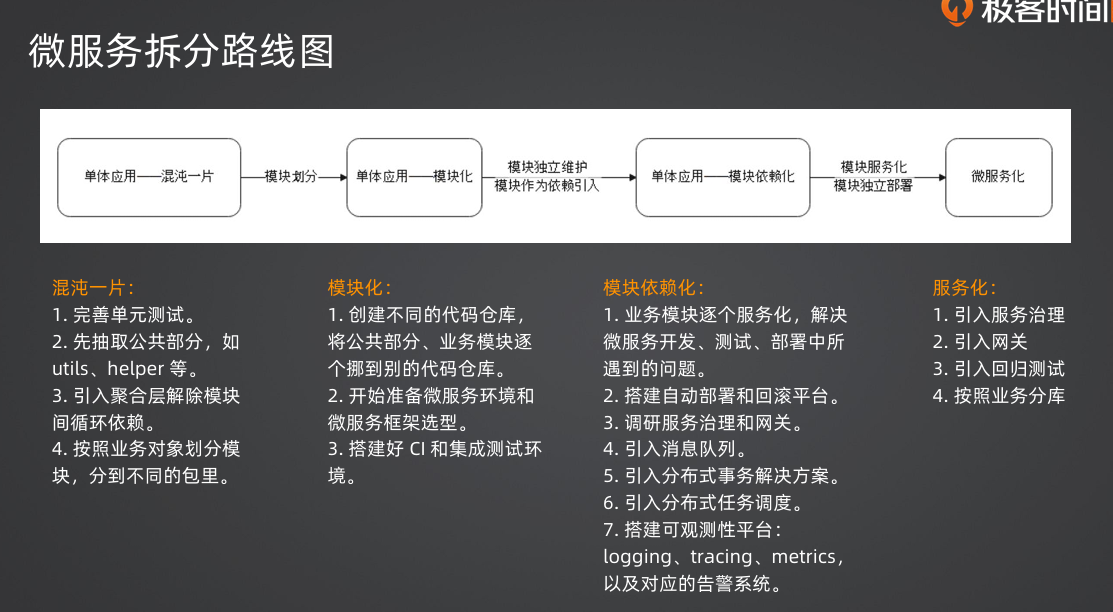 极客时间
微服务拆分路线图
单体应用——混沌一片
模块划分
单体应用——模块化
模块独立维护
模块作为依赖引入
单体应用——模块依赖化
模块服务化
模块独立部署
微服务化
混沌一片：
1. 完善单元测试。
2. 先抽取公共部分，如
utils、helper 等。
3. 引入聚合层解除模块
间循环依赖。
4. 按照业务对象划分模
块，分到不同的包里。
模块化：
1. 创建不同的代码仓库，
将公共部分、业务模块逐
个挪到别的代码仓库。
2. 开始准备微服务环境和
微服务框架选型。
3. 搭建好 CI 和集成测试环
境。
模块依赖化：
1. 业务模块逐个服务化，解决
微服务开发、测试、部署中所
遇到的问题。
2. 搭建自动部署和回滚平台。
3. 调研服务治理和网关。
4. 引入消息队列。
5. 引入分布式事务解决方案。
6. 引入分布式任务调度。
7. 搭建可观测性平台：
logging、tracing、metrics，
以及对应的告警系统。
服务化：
1. 引入服务治理
2. 引入网关
3. 引入回归测试
4. 按照业务分库